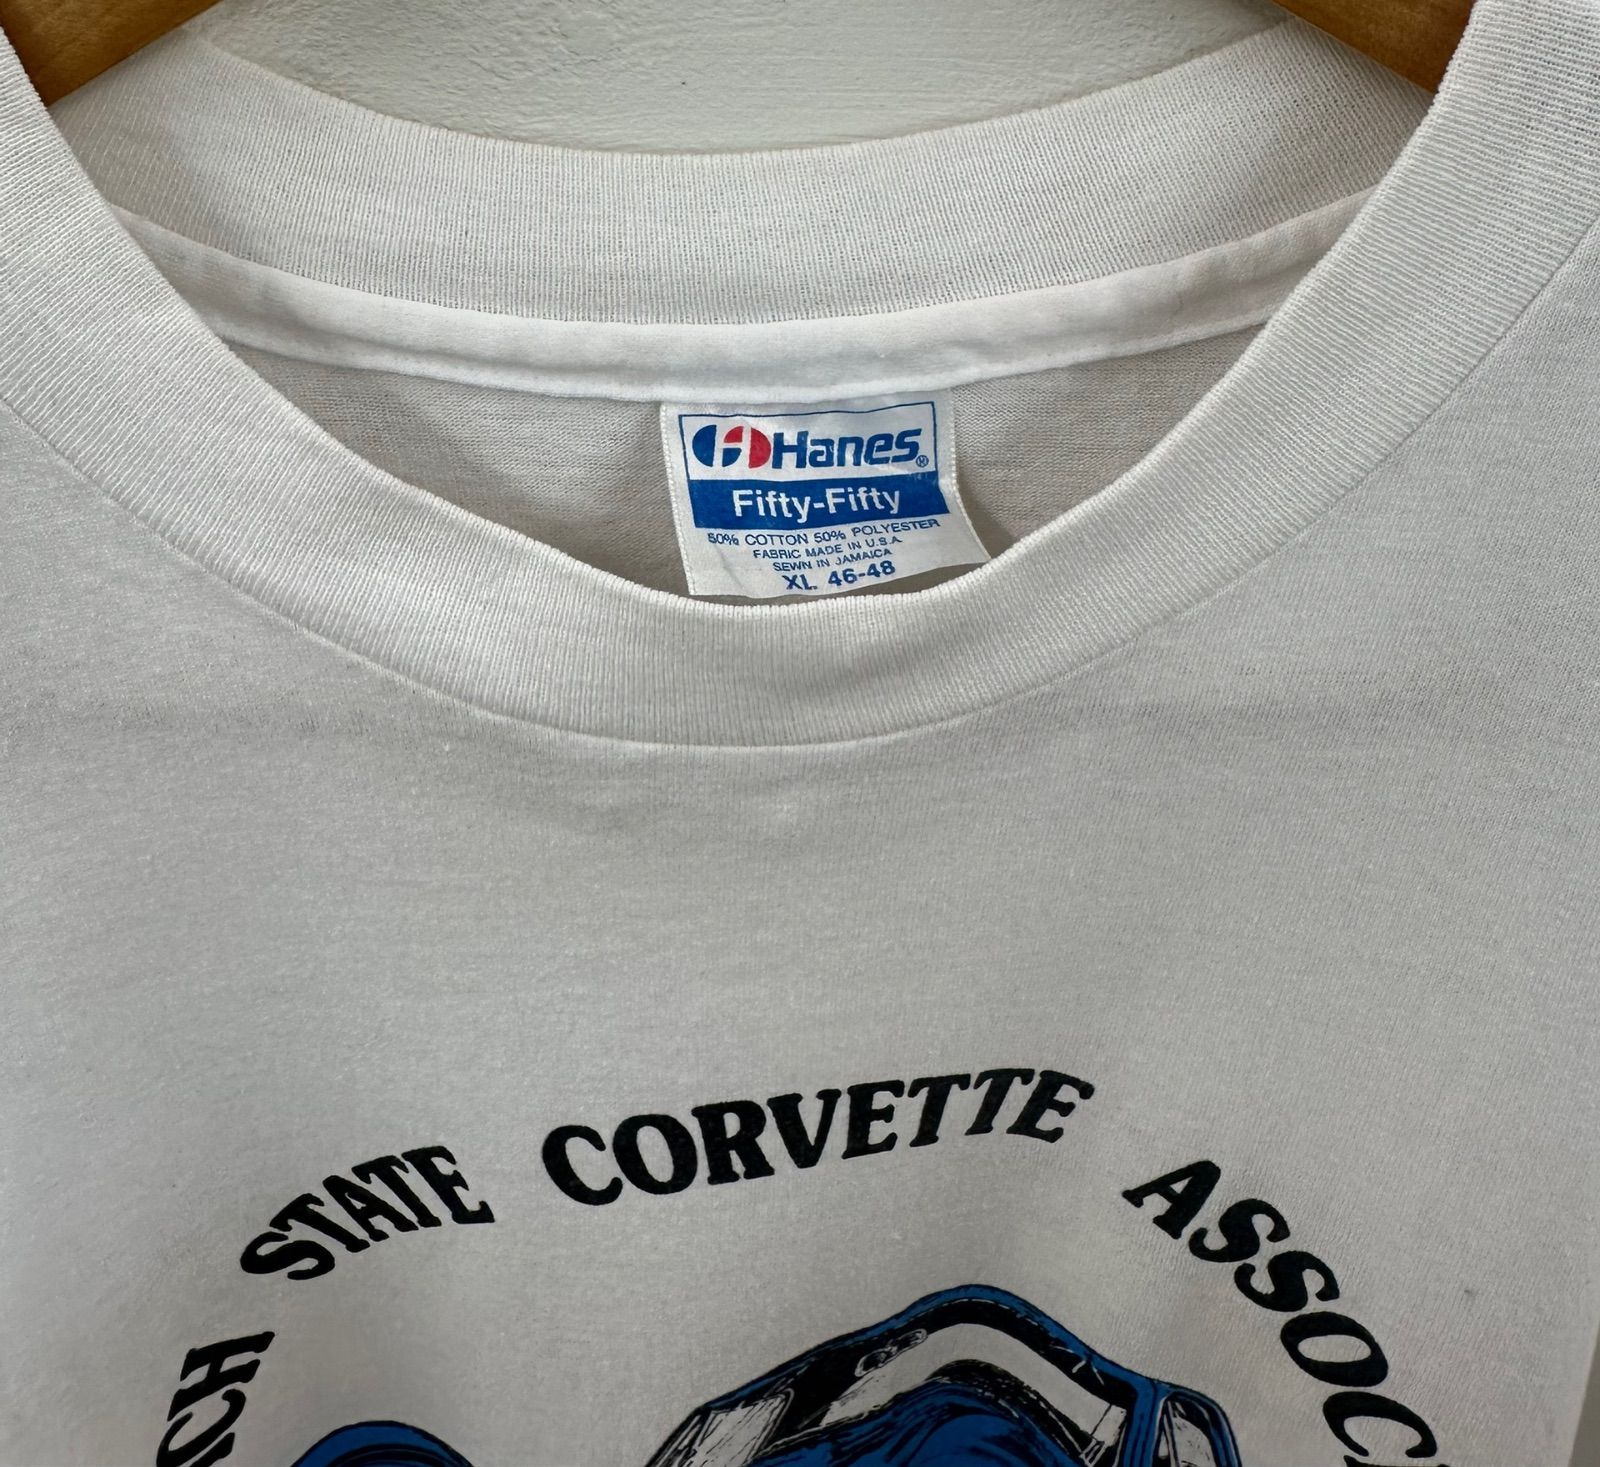 Hanes®
Fifty-Fifty
50% COTTON 50% POLYESTER
FABRIC MADE IN U.S.A.
SEWN IN JAMAICA
XL 46-48
STATE CORVETTE